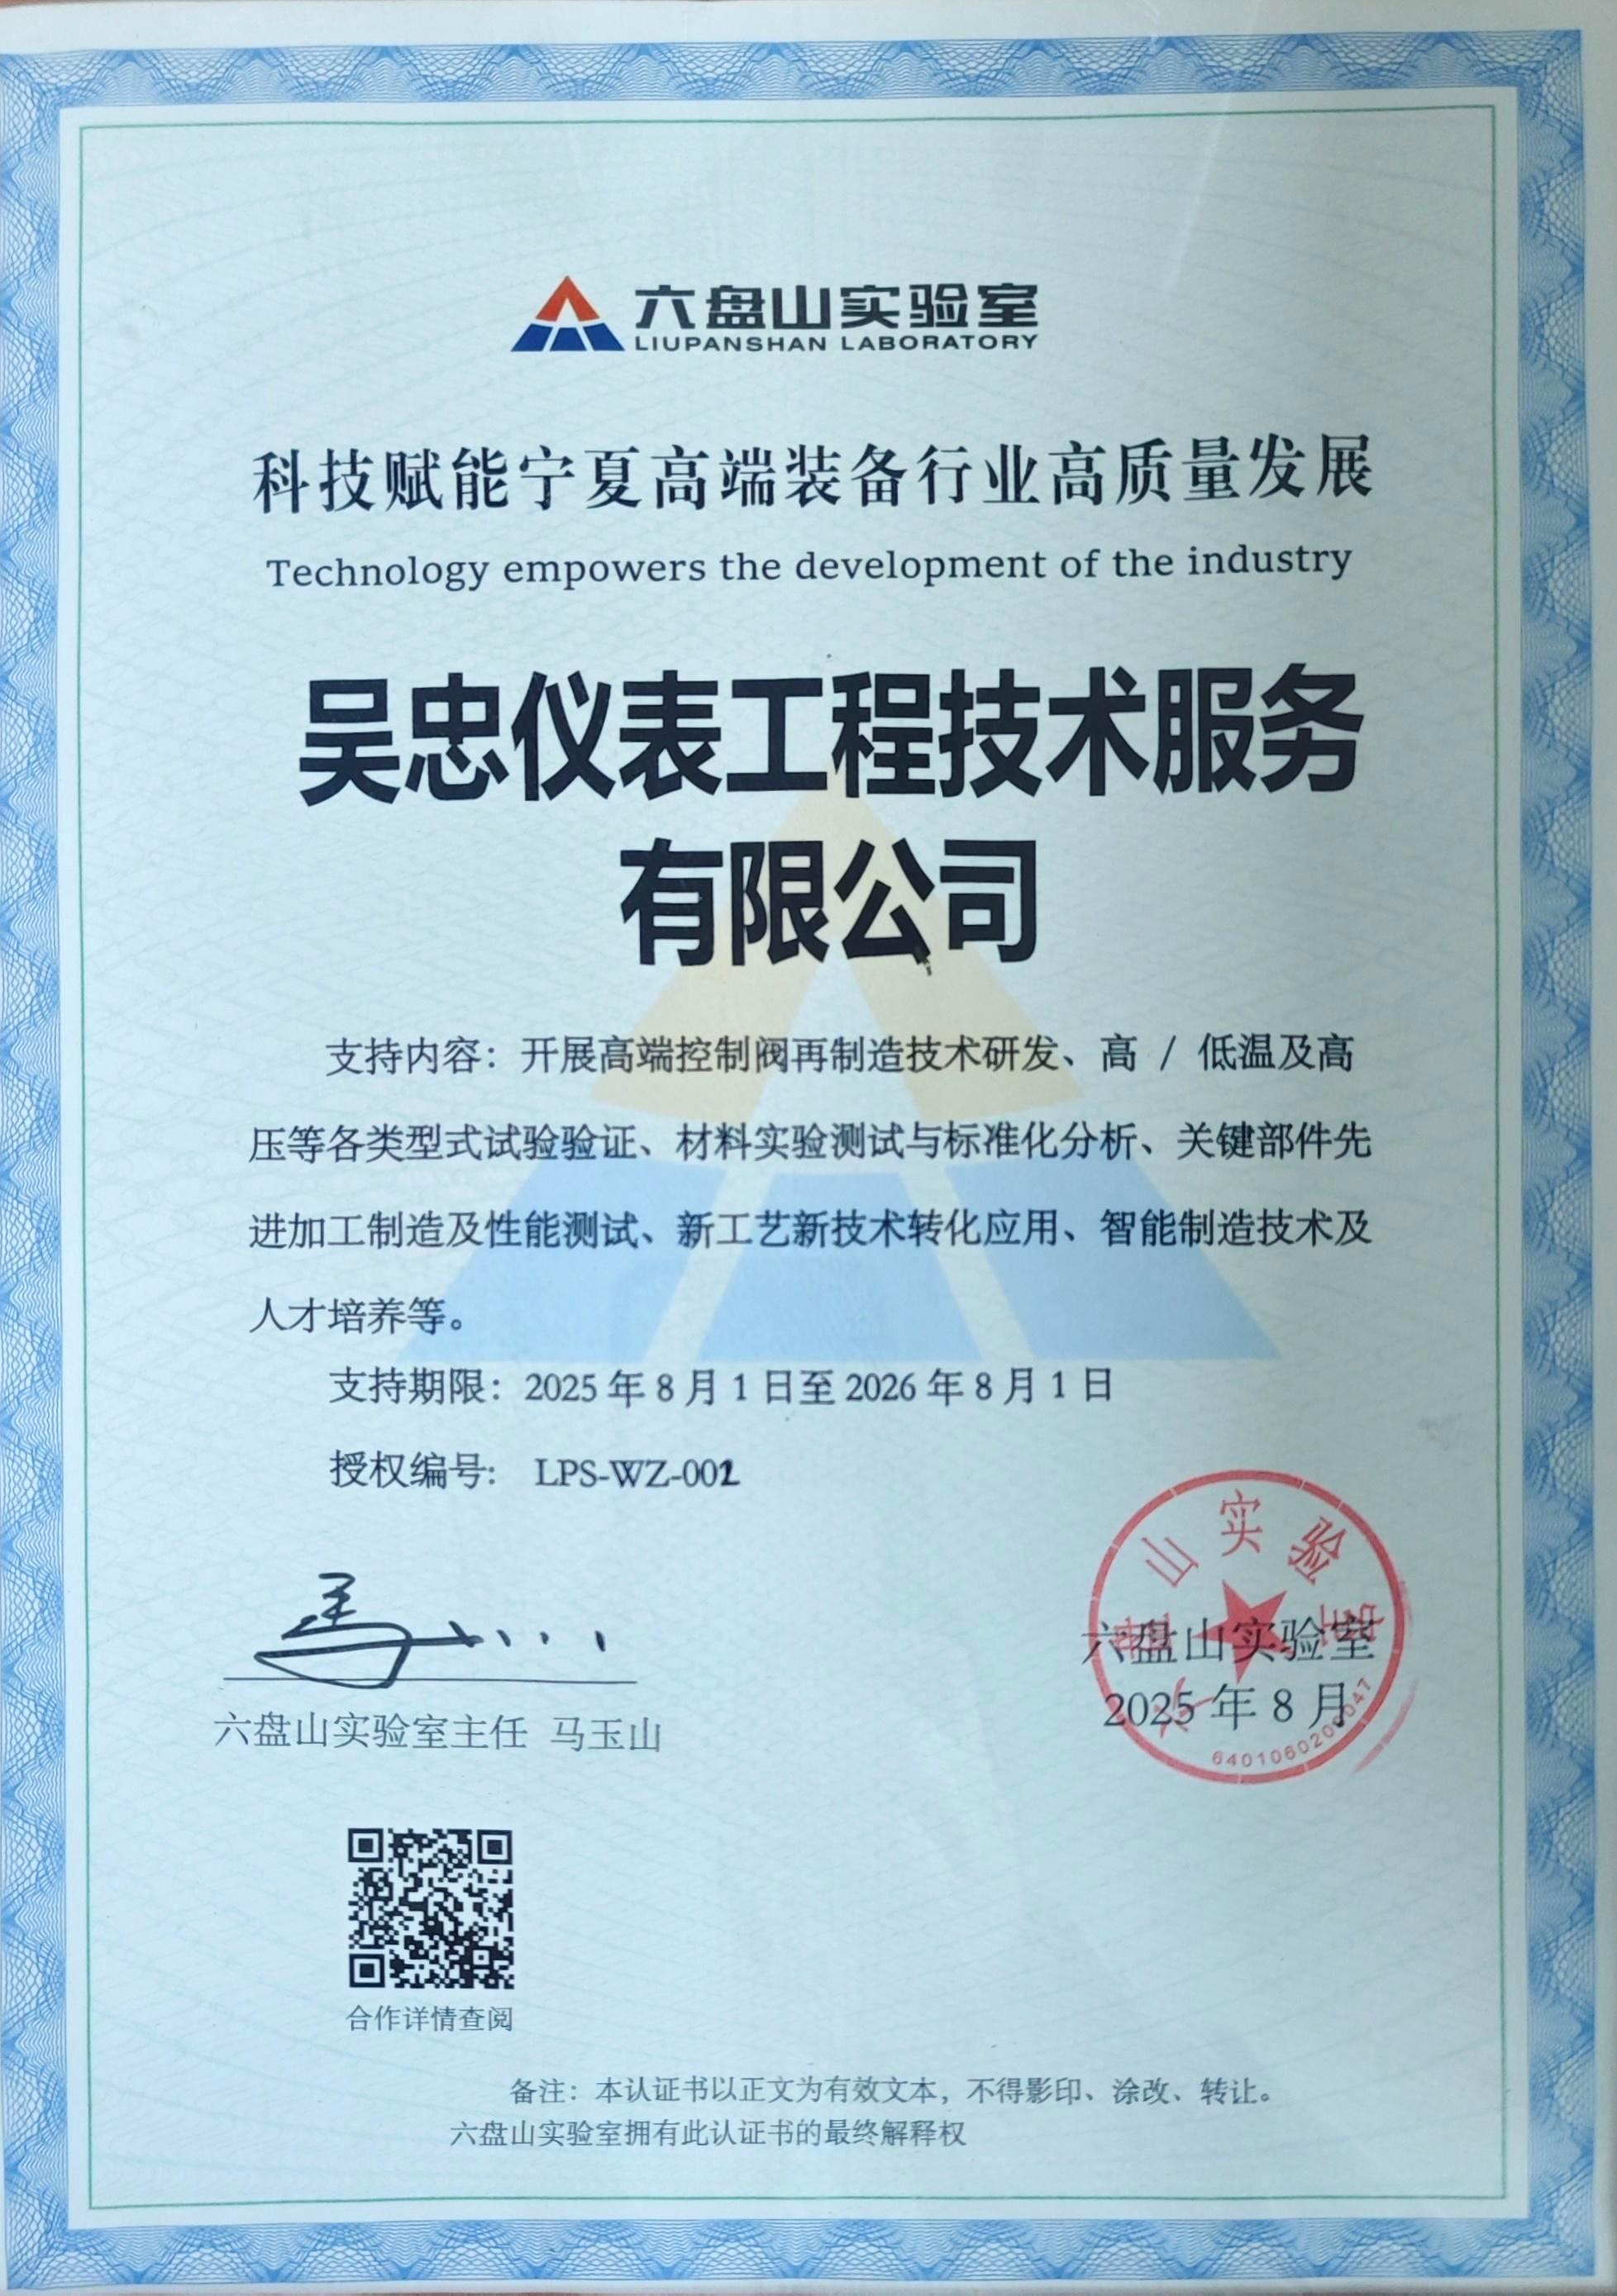 六盘山实验室
LIUPANSHAN LABORATORY
科技赋能宁夏高端装备行业高质量发展
Technology empowers the development of the industry
吴忠仪表工程技术服务
有限公司
支持内容：开展高端控制阀再制造技术研发、高 / 低温及高
压等各类型式试验验证、材料实验测试与标准化分析、关键部件先
进加工制造及性能测试、新工艺新技术转化应用、智能制造技术及
人才培养等。
支持期限：2025 年 8 月 1 日至 2026 年 8 月 1 日
授权编号： LPS-WZ-002
六盘山实验室
六盘山实验室
2025 年 8 月
六盘山实验室主任 马玉山
合作详情查阅
备注：本认证书以正文为有效文本，不得影印、涂改、转让。
六盘山实验室拥有此认证书的最终解释权